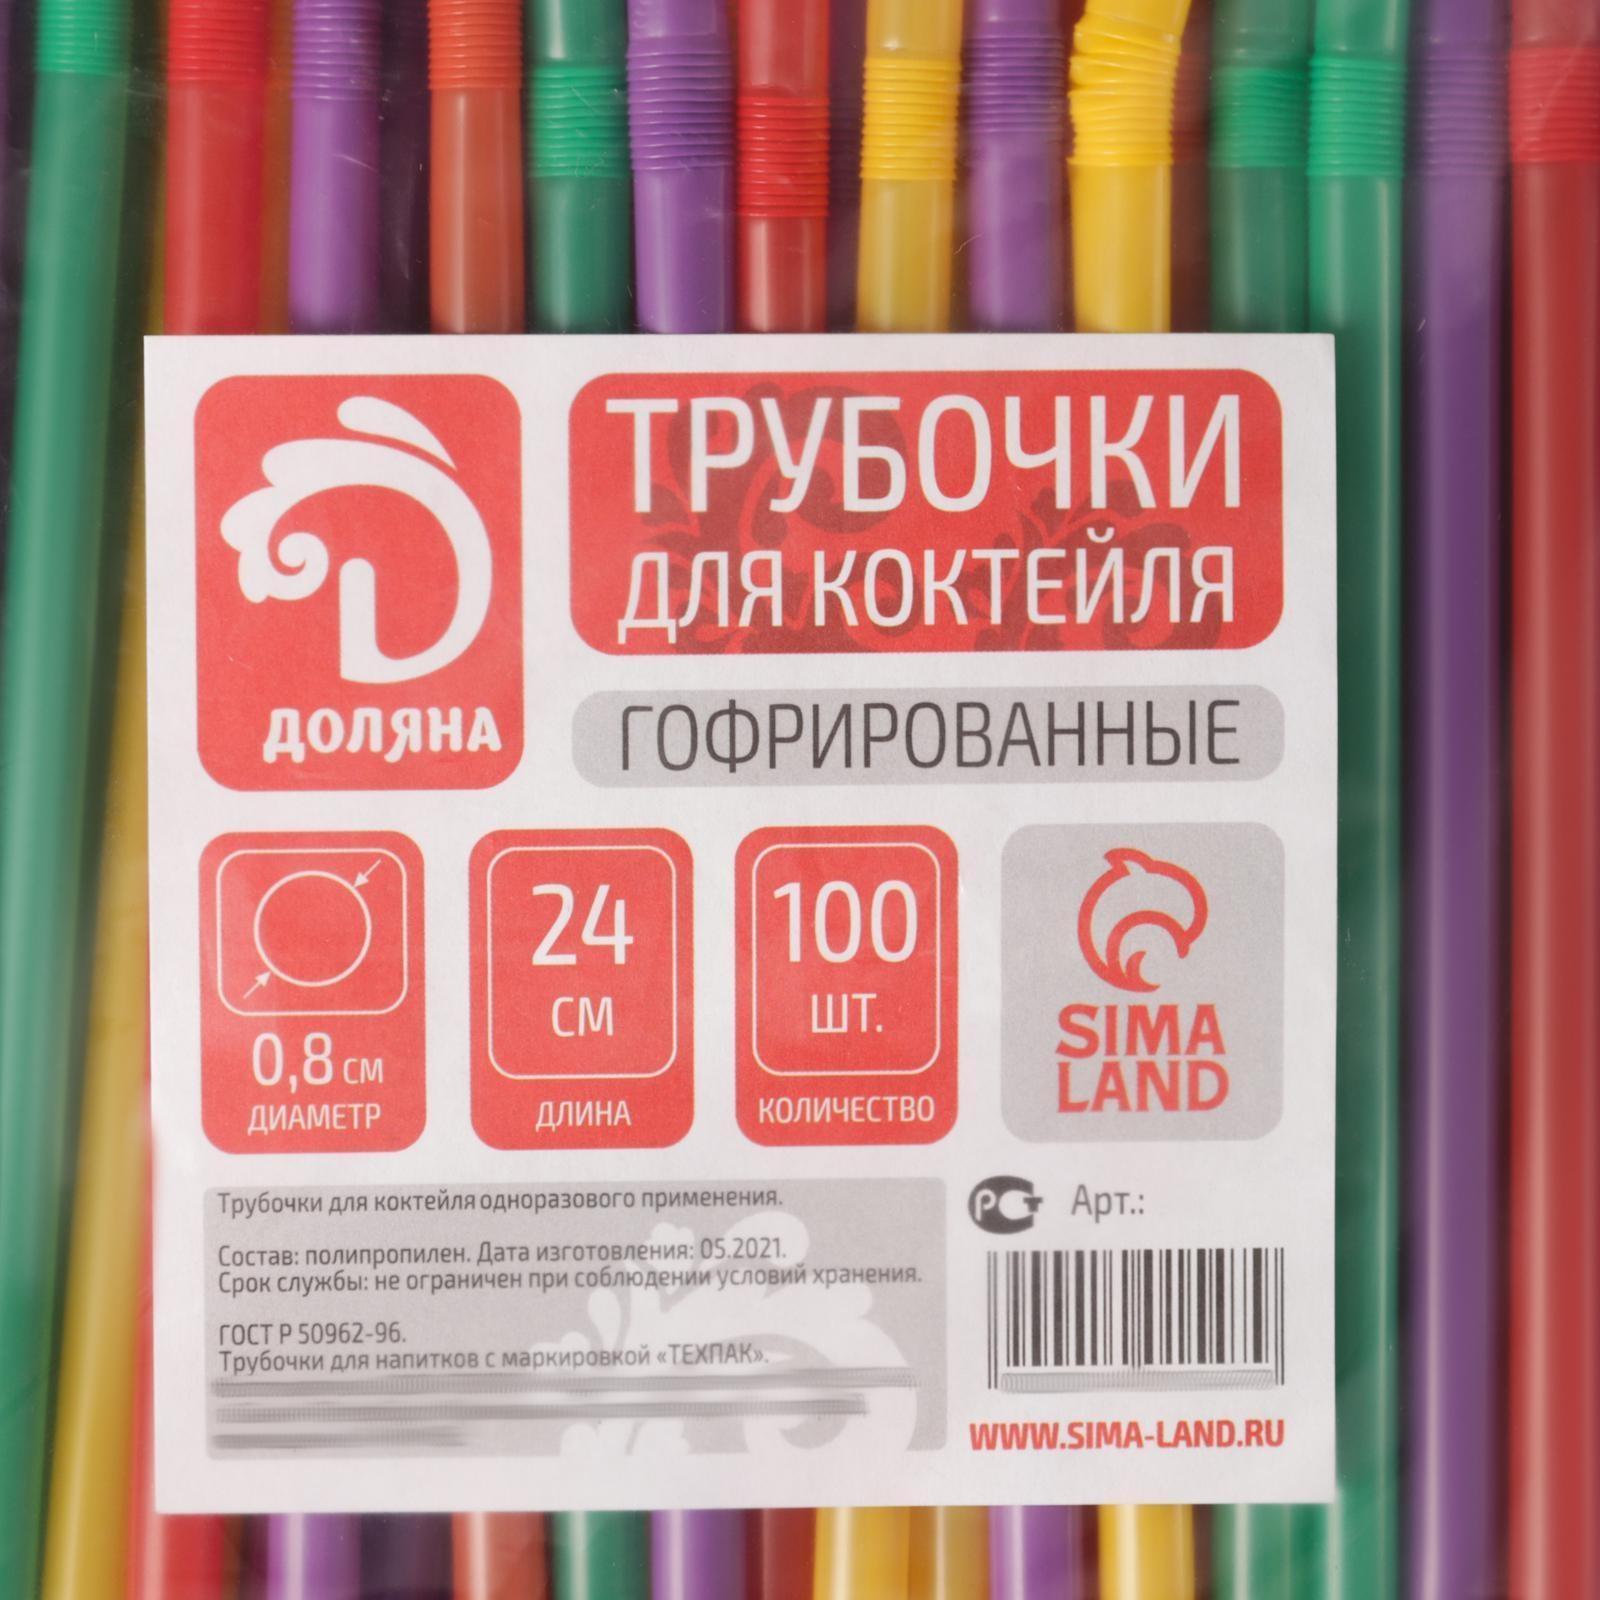 ДОЛЯНА
ТРУБОЧКИ
ДЛЯ КОКТЕЙЛЯ
ГОФРИРОВАННЫЕ
0,8 СМ
ДИАМЕТР
24
СМ
ДЛИНА
100
ШТ.
КОЛИЧЕСТВО
SIMA
LAND
Трубочки для коктейля одноразового применения.
Состав: полипропилен. Дата изготовления: 05.2021.
Срок службы: не ограничен при соблюдении условий хранения.
ГОСТ Р 50962-96.
Трубочки для напитков с маркировкой «ТЕХПАК».
РСТ Арт.:
WWW.SIMA-LAND.RU